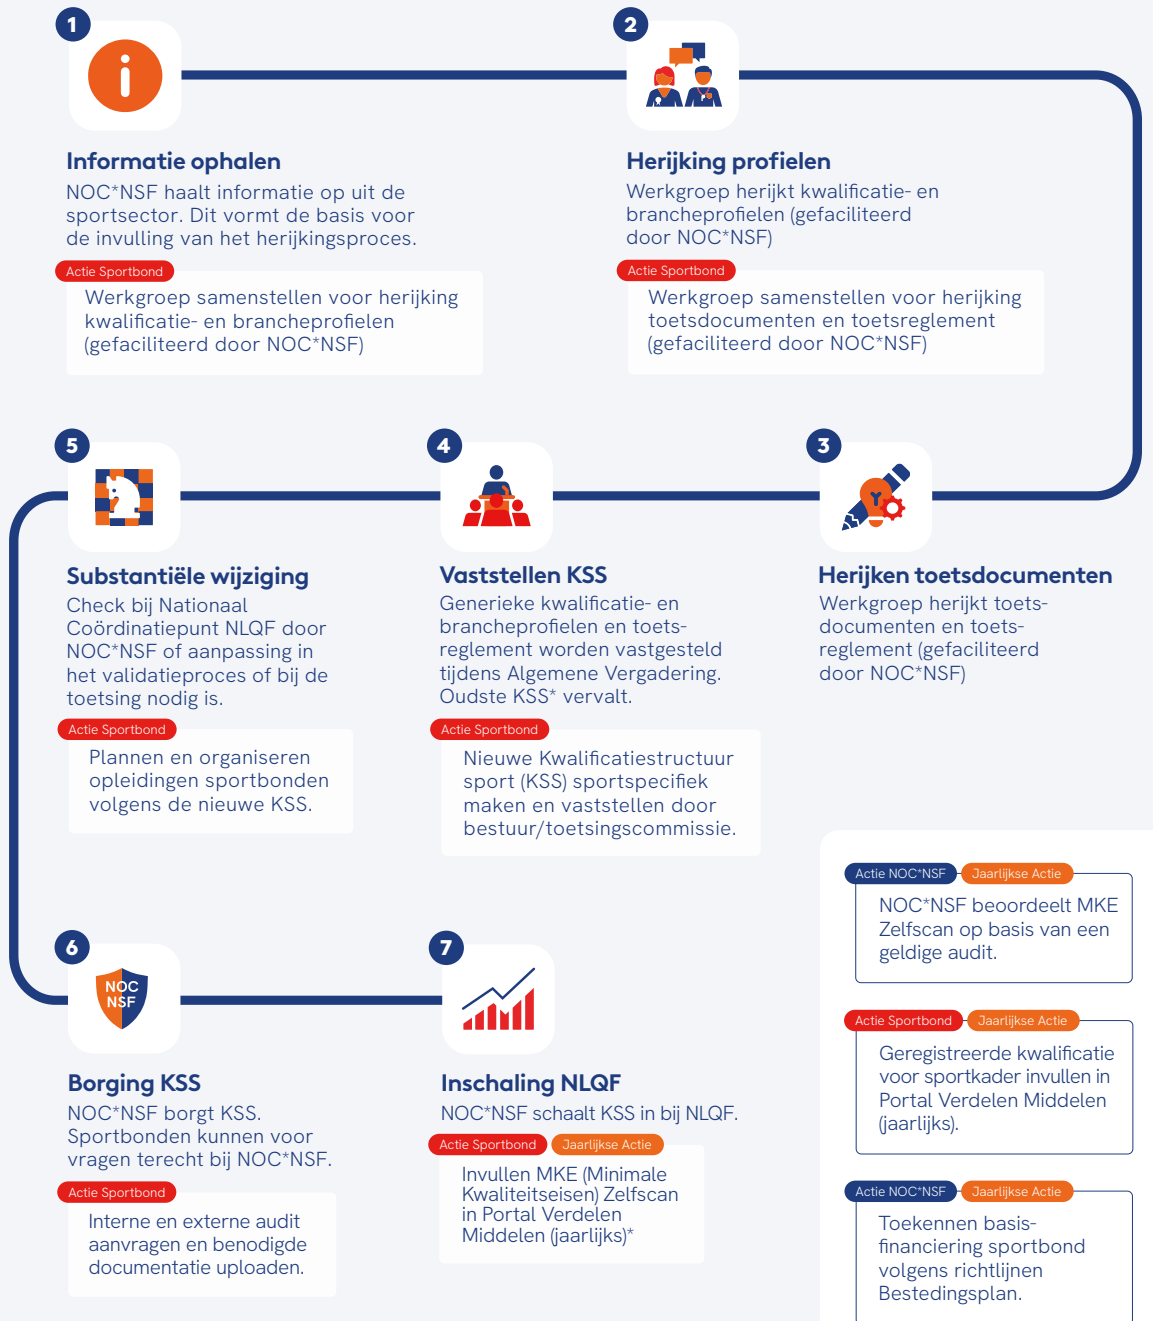 1
Informatie ophalen
NOC*NSF haalt informatie op uit de
sportsector. Dit vormt de basis voor
de invulling van het herijkingsproces.
Actie Sportbond
Werkgroep samenstellen voor herijking
kwalificatie- en brancheprofielen
(gefaciliteerd door NOC*NSF)
2
Herijking profielen
Werkgroep herijkt kwalificatie- en
brancheprofielen (gefaciliteerd
door NOC*NSF)
Actie Sportbond
Werkgroep samenstellen voor herijking
toetsdocumenten en toetsreglement
(gefaciliteerd door NOC*NSF)
3
Herijken toetsdocumenten
Werkgroep herijkt toets-
documenten en toets-
reglement (gefaciliteerd
door NOC*NSF)
4
Vaststellen KSS
Generieke kwalificatie- en
brancheprofielen en toets-
reglement worden vastgesteld
tijdens Algemene Vergadering.
Oudste KSS* vervalt.
Actie Sportbond
Nieuwe Kwalificatiestructuur
sport (KSS) sportspecifiek
maken en vaststellen door
bestuur/toetsingscommissie.
5
Substantiële wijziging
Check bij Nationaal
Coördinatiepunt NLQF door
NOC*NSF of aanpassing in
het validatieproces of bij de
toetsing nodig is.
Actie Sportbond
Plannen en organiseren
opleidingen sportbonden
volgens de nieuwe KSS.
6
NOC
NSF
Borging KSS
NOC*NSF borgt KSS.
Sportbonden kunnen voor
vragen terecht bij NOC*NSF.
Actie Sportbond
Interne en externe audit
aanvragen en benodigde
documentatie uploaden.
7
Inschaling NLQF
NOC*NSF schaalt KSS in bij NLQF.
Actie Sportbond Jaarlijkse Actie
Invullen MKE (Minimale
Kwaliteitseisen) Zelfscan
in Portal Verdelen
Middelen (jaarlijks)*
Actie NOC*NSF Jaarlijkse Actie
NOC*NSF beoordeelt MKE
Zelfscan op basis van een
geldige audit.
Actie Sportbond Jaarlijkse Actie
Geregistreerde kwalificatie
voor sportkader invullen in
Portal Verdelen Middelen
(jaarlijks).
Actie NOC*NSF Jaarlijkse Actie
Toekennen basis-
financiering sportbond
volgens richtlijnen
Bestedingsplan.